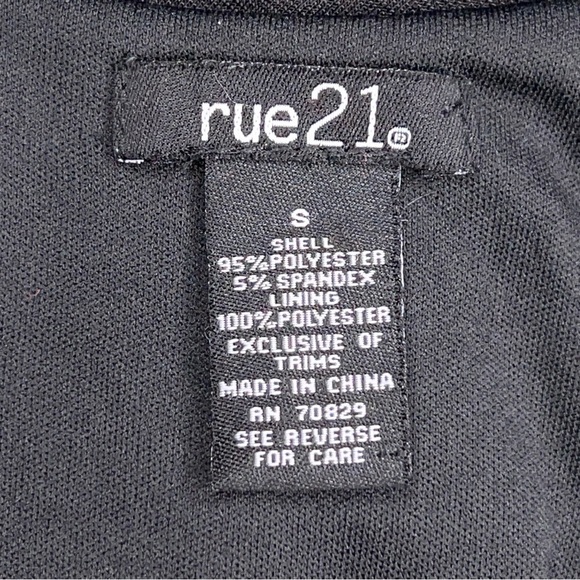 rue21®
S
SHELL
95%POLYESTER
5% SPANDEX
LINING
100%POLYESTER
EXCLUSIVE OF
TRIMS
MADE IN CHINA
RN 70829
SEE REVERSE
FOR CARE